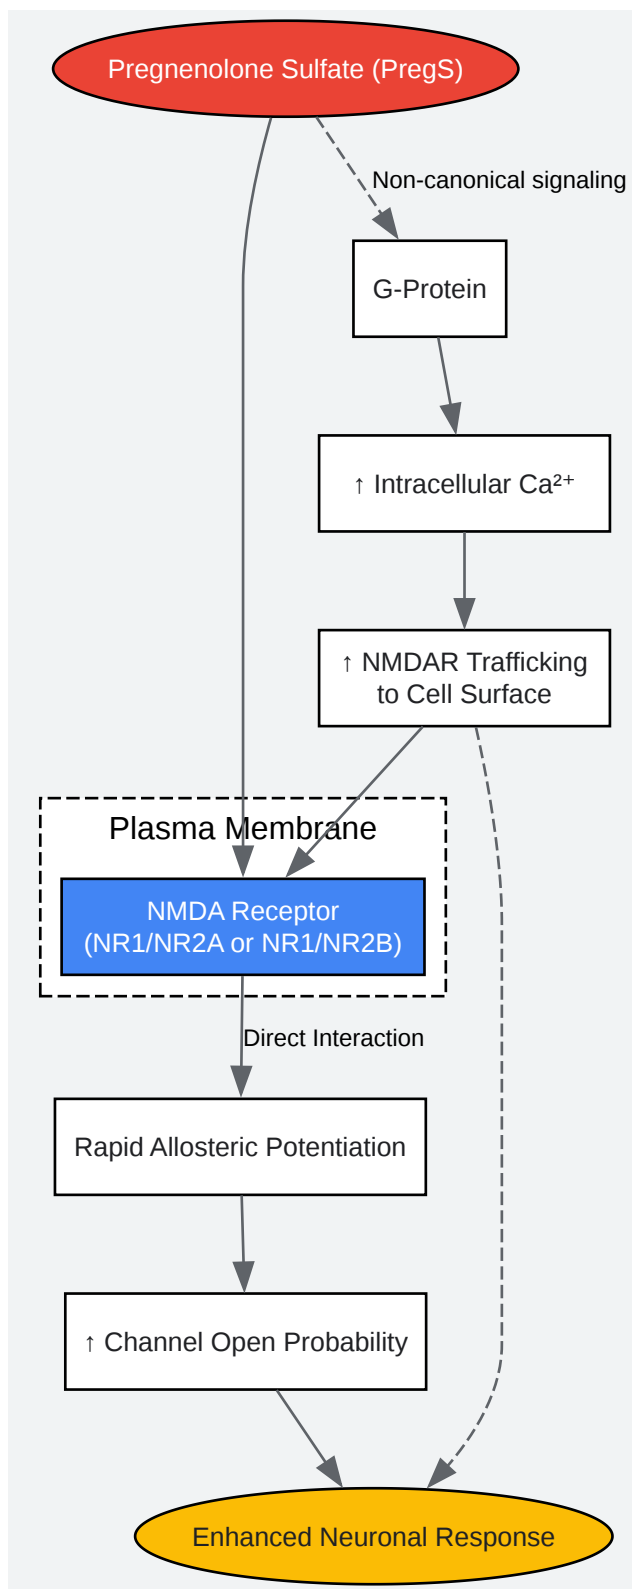 Pregnenolone Sulfate (PregS)
Non-canonical signaling
G-Protein
↑ Intracellular Ca²⁺
↑ NMDAR Trafficking
to Cell Surface
Plasma Membrane
NMDA Receptor
(NR1/NR2A or NR1/NR2B)
Direct Interaction
Rapid Allosteric Potentiation
↑ Channel Open Probability
Enhanced Neuronal Response